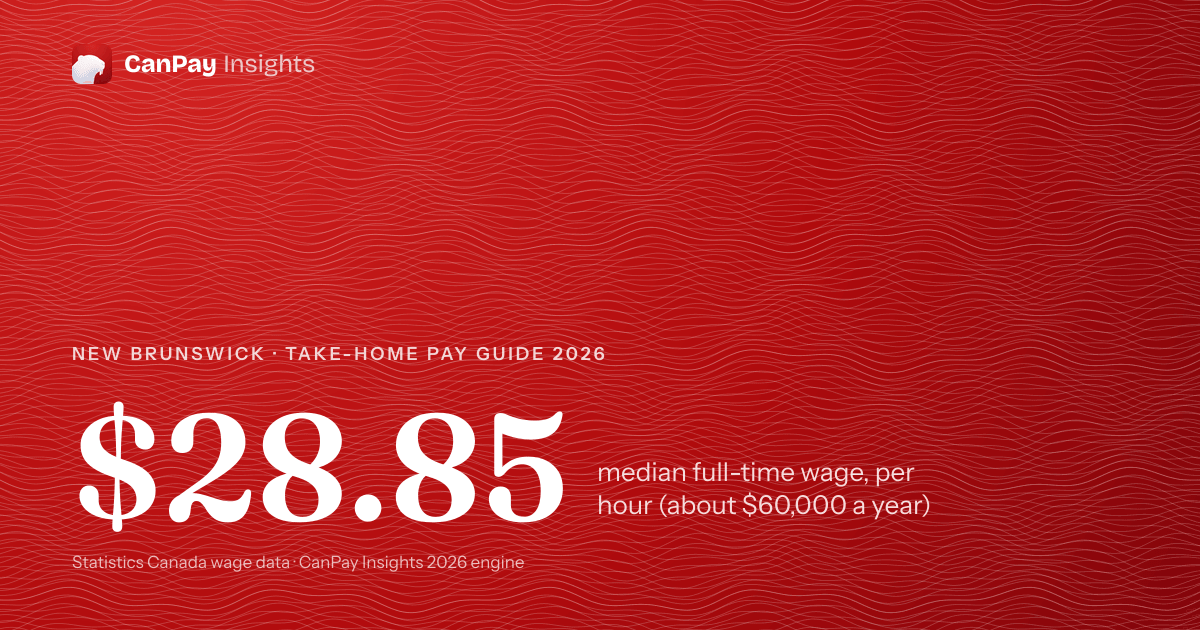 CanPay Insights
NEW BRUNSWICK · TAKE-HOME PAY GUIDE 2026
$28.85
median full-time wage, per
hour (about $60,000 a year)
Statistics Canada wage data · CanPay Insights 2026 engine